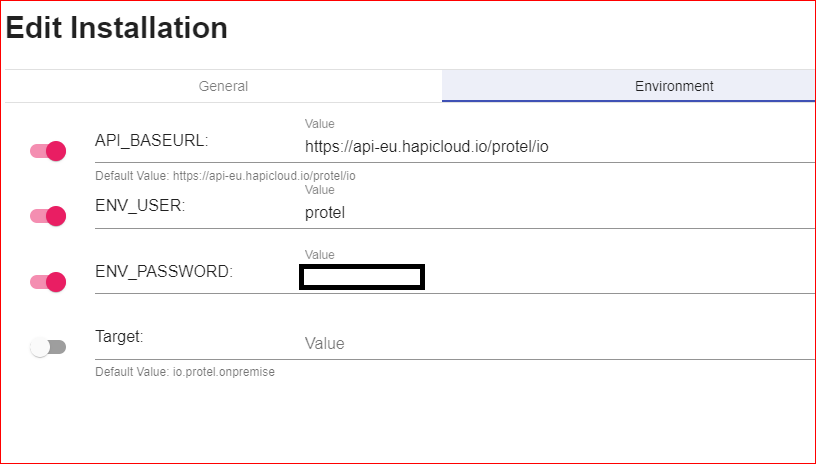 Edit Installation
General
Environment
API_BASEURL:
Value
https://api-eu.hapicloud.io/protel/io
Default Value: https://api-eu.hapicloud.io/protel/io
ENV_USER:
Value
protel
ENV_PASSWORD:
Value
Target:
Value
Default Value: io.protel.onpremise